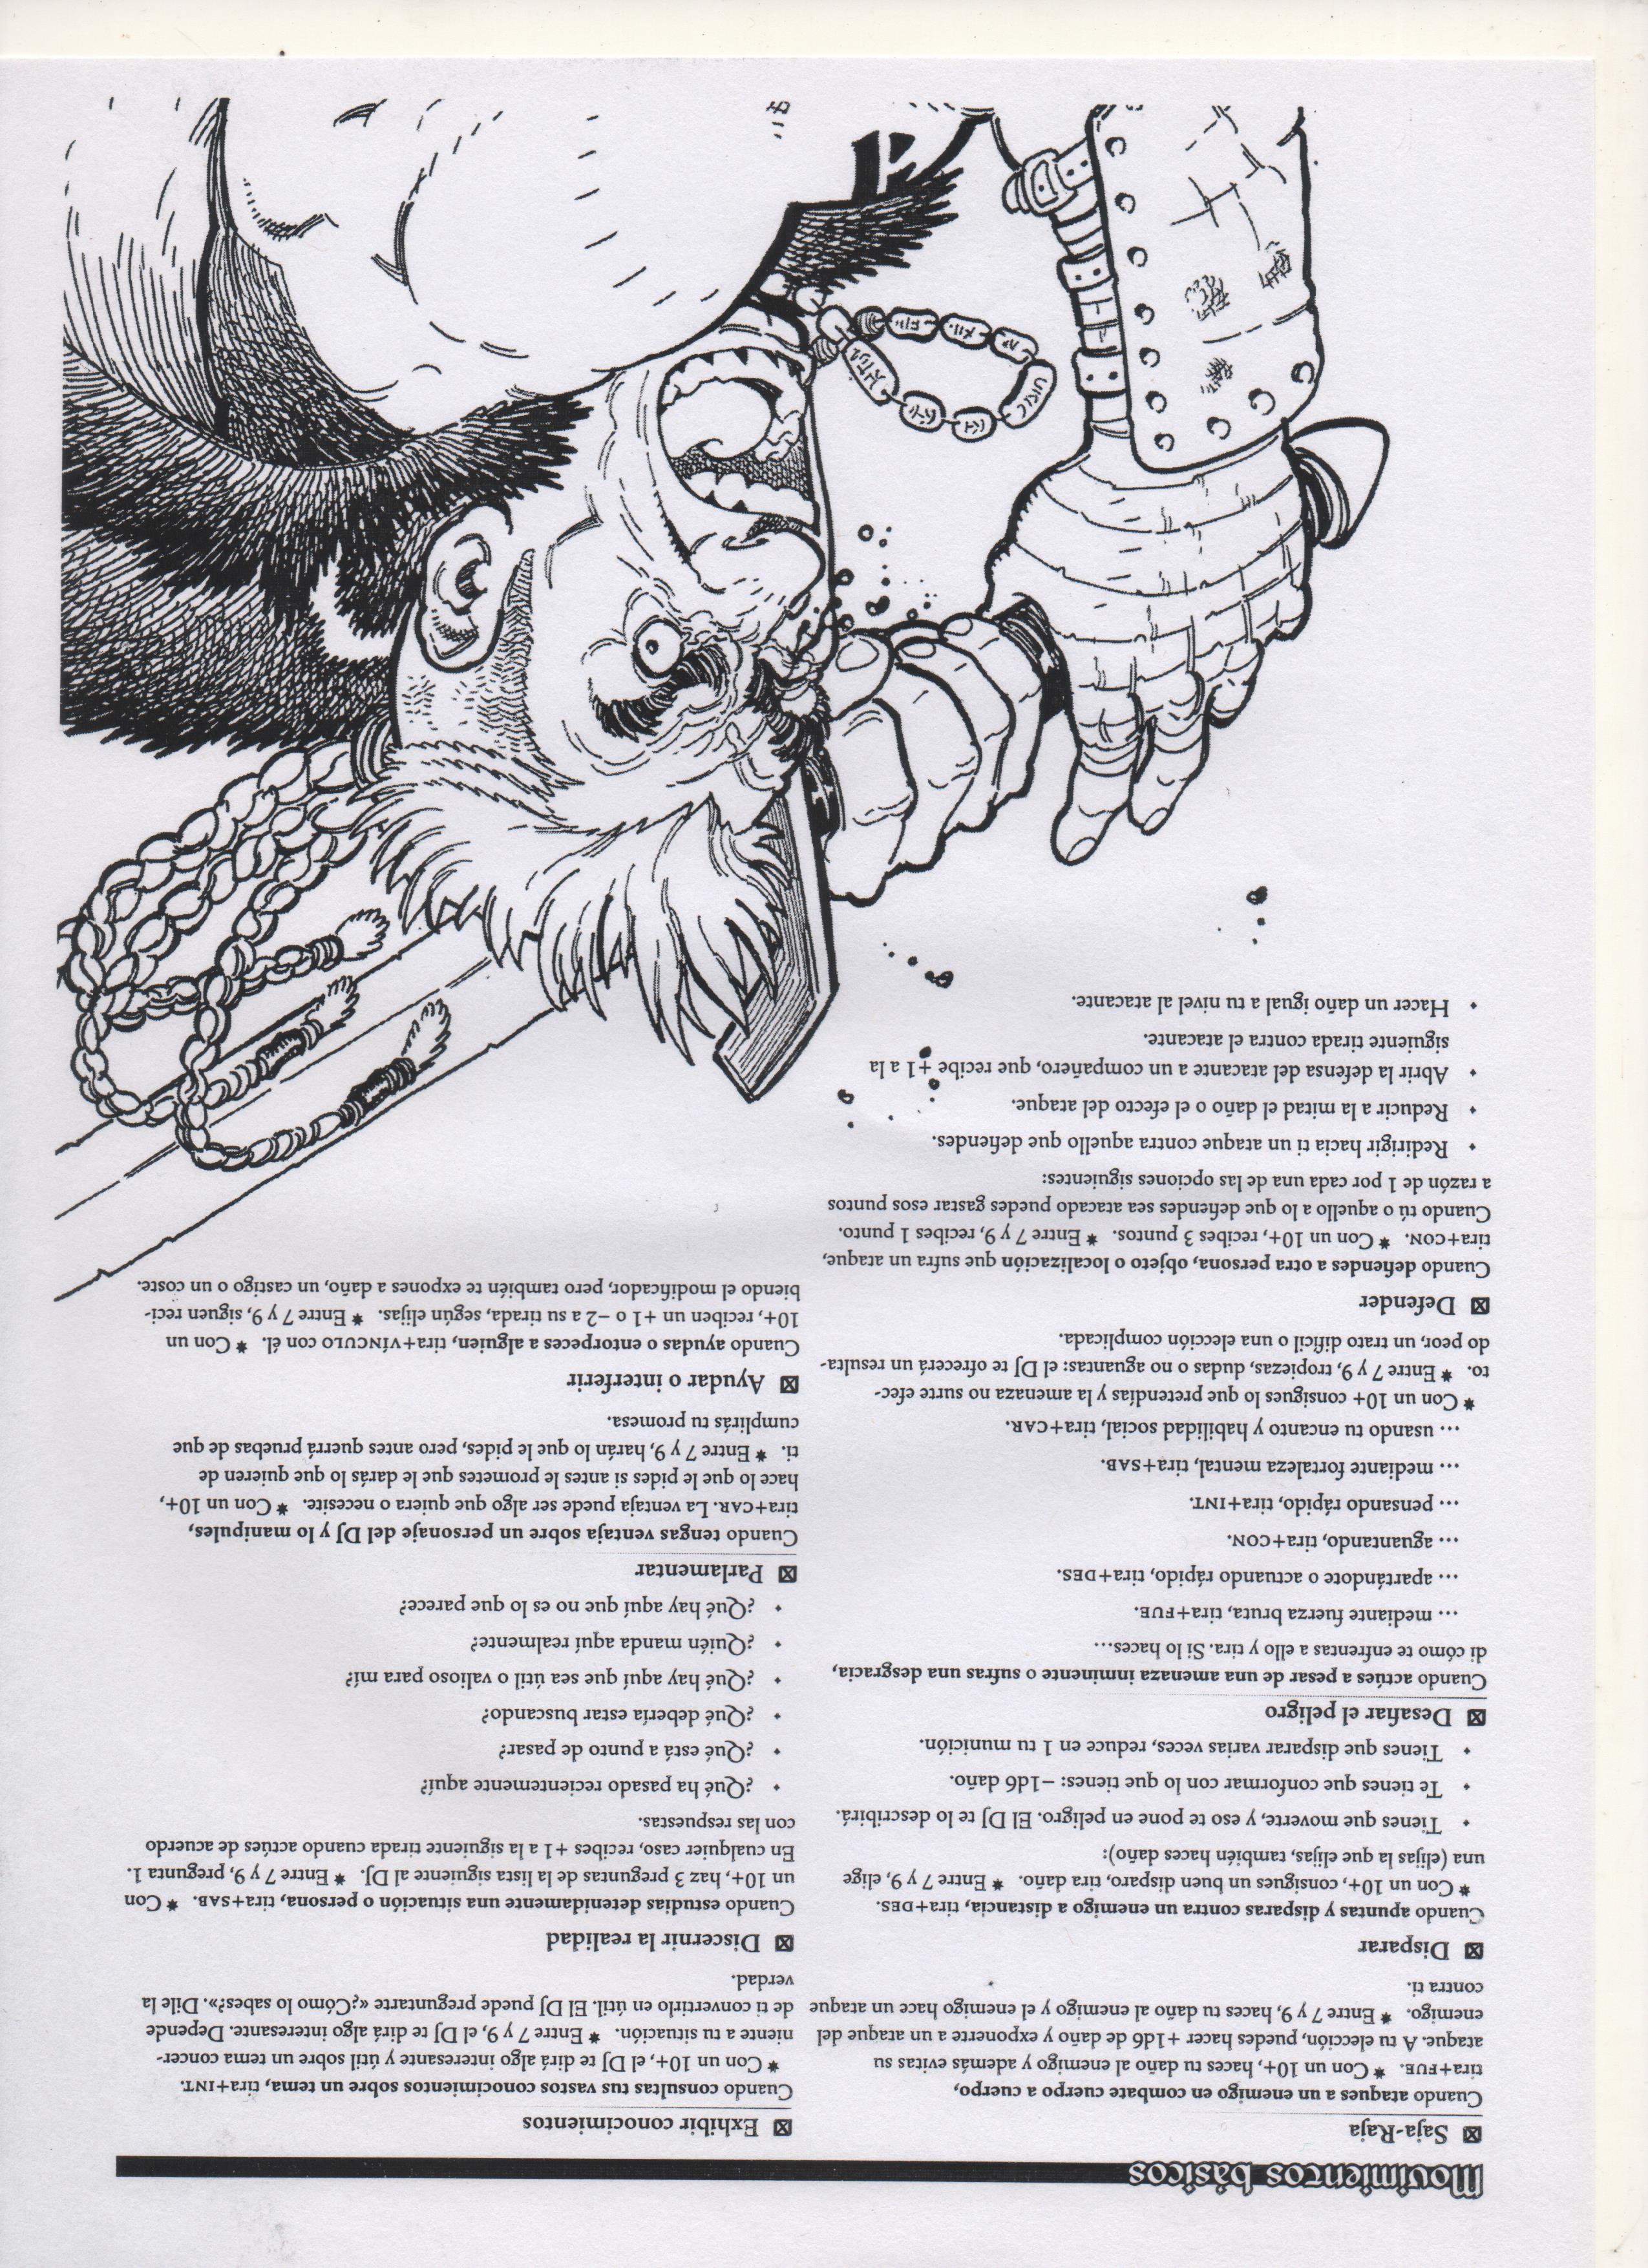 Movimientos básicos
Saja-Raja
Cuando ataques a un enemigo en combate cuerpo a cuerpo,
tira+FUE. * Con un 10+, haces tu daño al enemigo y además evitas su
ataque. A tu elección, puedes hacer +1d6 de daño y exponerte a un ataque del
enemigo. * Entre 7 y 9, haces tu daño al enemigo y el enemigo hace un ataque
contra ti.
Disparar
Cuando apuntas y disparas contra un enemigo a distancia, tira+DES.
* Con un 10+, consigues un buen disparo, tira daño. * Entre 7 y 9, elige
una (elijas la que elijas, también haces daño):
• Tienes que moverte, y eso te pone en peligro. El DJ te lo describirá.
• Te tienes que conformar con lo que tienes: −1d6 daño.
• Tienes que disparar varias veces, reduce en 1 tu munición.
Desafiar el peligro
Cuando actúes a pesar de una amenaza inminente o sufras una desgracia,
di cómo te enfrentas a ello y tira. Si lo haces...
... mediante fuerza bruta, tira+FUE.
... apartándote o actuando rápido, tira+DES.
... aguantando, tira+CON.
... pensando rápido, tira+INT.
... mediante fortaleza mental, tira+SAB.
... usando tu encanto y habilidad social, tira+CAR.
* Con un 10+ consigues lo que pretendías y la amenaza no surte efec-
to. * Entre 7 y 9, tropiezas, dudas o no aguantas: el DJ te ofrecerá un resulta-
do peor, un trato difícil o una elección complicada.
Defender
Cuando defiendes a otra persona, objeto o localización que sufra un ataque,
tira+CON. * Con un 10+, recibes 3 puntos. * Entre 7 y 9, recibes 1 punto.
Cuando tú o aquello a lo que defiendes sea atacado puedes gastar esos puntos
a razón de 1 por cada una de las opciones siguientes:
• Redirigir hacia ti un ataque contra aquello que defiendes.
• Reducir a la mitad el daño o el efecto del ataque.
• Abrir la defensa del atacante a un compañero, que recibe +1 a la
siguiente tirada contra el atacante.
• Hacer un daño igual a tu nivel al atacante.
Exhibir conocimientos
Cuando consultas tus vastos conocimientos sobre un tema, tira+INT.
* Con un 10+, el DJ te dirá algo interesante y útil sobre un tema concer-
niente a tu situación. * Entre 7 y 9, el DJ te dirá algo interesante. Depende
de ti convertirlo en útil. El DJ puede preguntarte «¿Cómo lo sabes?». Dile la
verdad.
Discernir la realidad
Cuando estudias detenidamente una situación o persona, tira+SAB. * Con
un 10+, haz 3 preguntas de la lista siguiente al DJ. * Entre 7 y 9, pregunta 1.
En cualquier caso, recibes +1 a la siguiente tirada cuando actúes de acuerdo
con las respuestas.
• ¿Qué ha pasado recientemente aquí?
• ¿Qué está a punto de pasar?
• ¿Qué debería estar buscando?
• ¿Qué hay aquí que sea útil o valioso para mí?
• ¿Quién manda aquí realmente?
• ¿Qué hay aquí que no es lo que parece?
Parlamentar
Cuando tengas ventaja sobre un personaje del DJ y lo manipules,
tira+CAR. La ventaja puede ser algo que quiera o necesite. * Con un 10+,
hace lo que le pides si antes le prometes que le darás lo que quieren de
ti. * Entre 7 y 9, harán lo que le pides, pero antes querrá pruebas de que
cumplirás tu promesa.
Ayudar o interferir
Cuando ayudas o entorpeces a alguien, tira+VÍNCULO con él. * Con un
10+, reciben un +1 o −2 a su tirada, según elijas. * Entre 7 y 9, siguen reci-
biendo el modificador, pero también te expones a daño, un castigo o un coste.